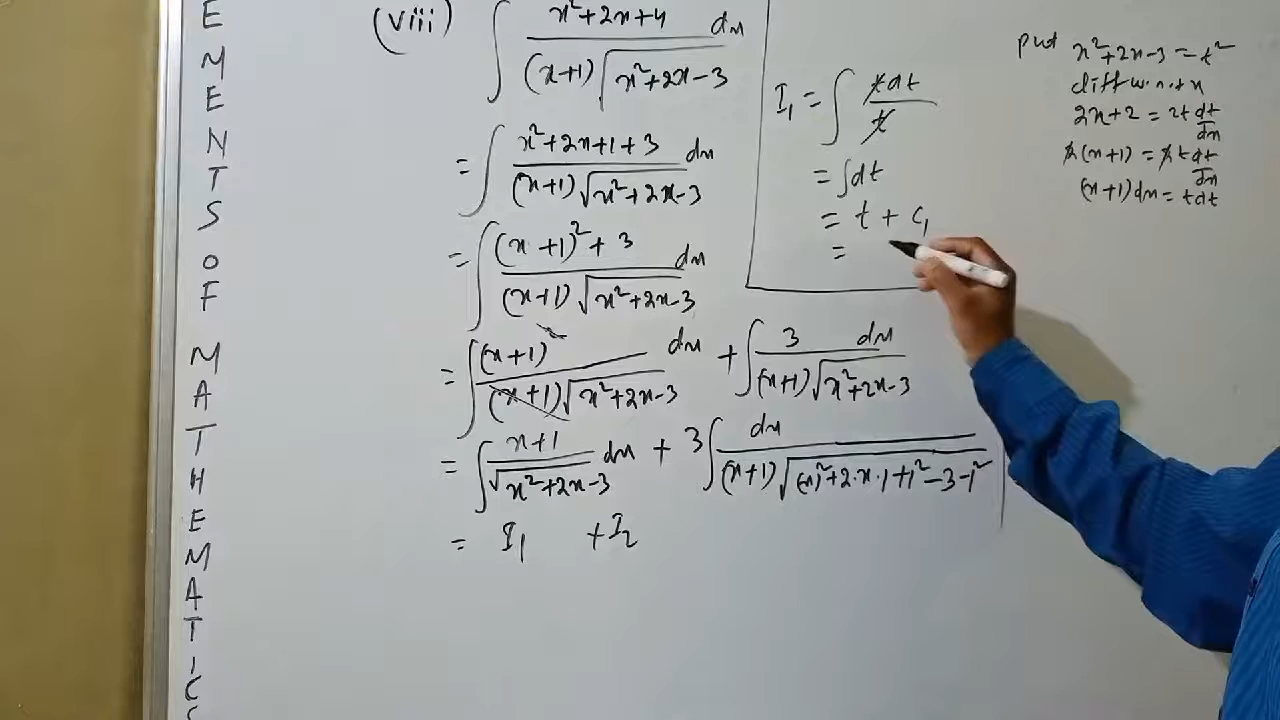 E
M
E
N
T
S
O
F
M
A
T
H
E
M
A
T
I
C
S
(viii) ∫ x²+2x+4 / (x+1)√x²+2x-3 dx
= ∫ x²+2x+1+3 / (x+1)√x²+2x-3 dx
= ∫ (x+1)²+3 / (x+1)√x²+2x-3 dx
= ∫ (x+1)² / (x+1)√x²+2x-3 dx + ∫ 3 dx / (x+1)√x²+2x-3
= ∫ x+1 / √x²+2x-3 dx + 3∫ dx / (x+1)√(x)²+2·x·1+1²-3-1²
= I₁ + I₂
I₁ = ∫ t dt / t
= ∫dt
= t + C₁
=
put x²+2x-3 = t²
diff w.r.t x
2x+2 = 2t dt/dx
2(x+1) = 2t dt/dx
(x+1)dx = tdt